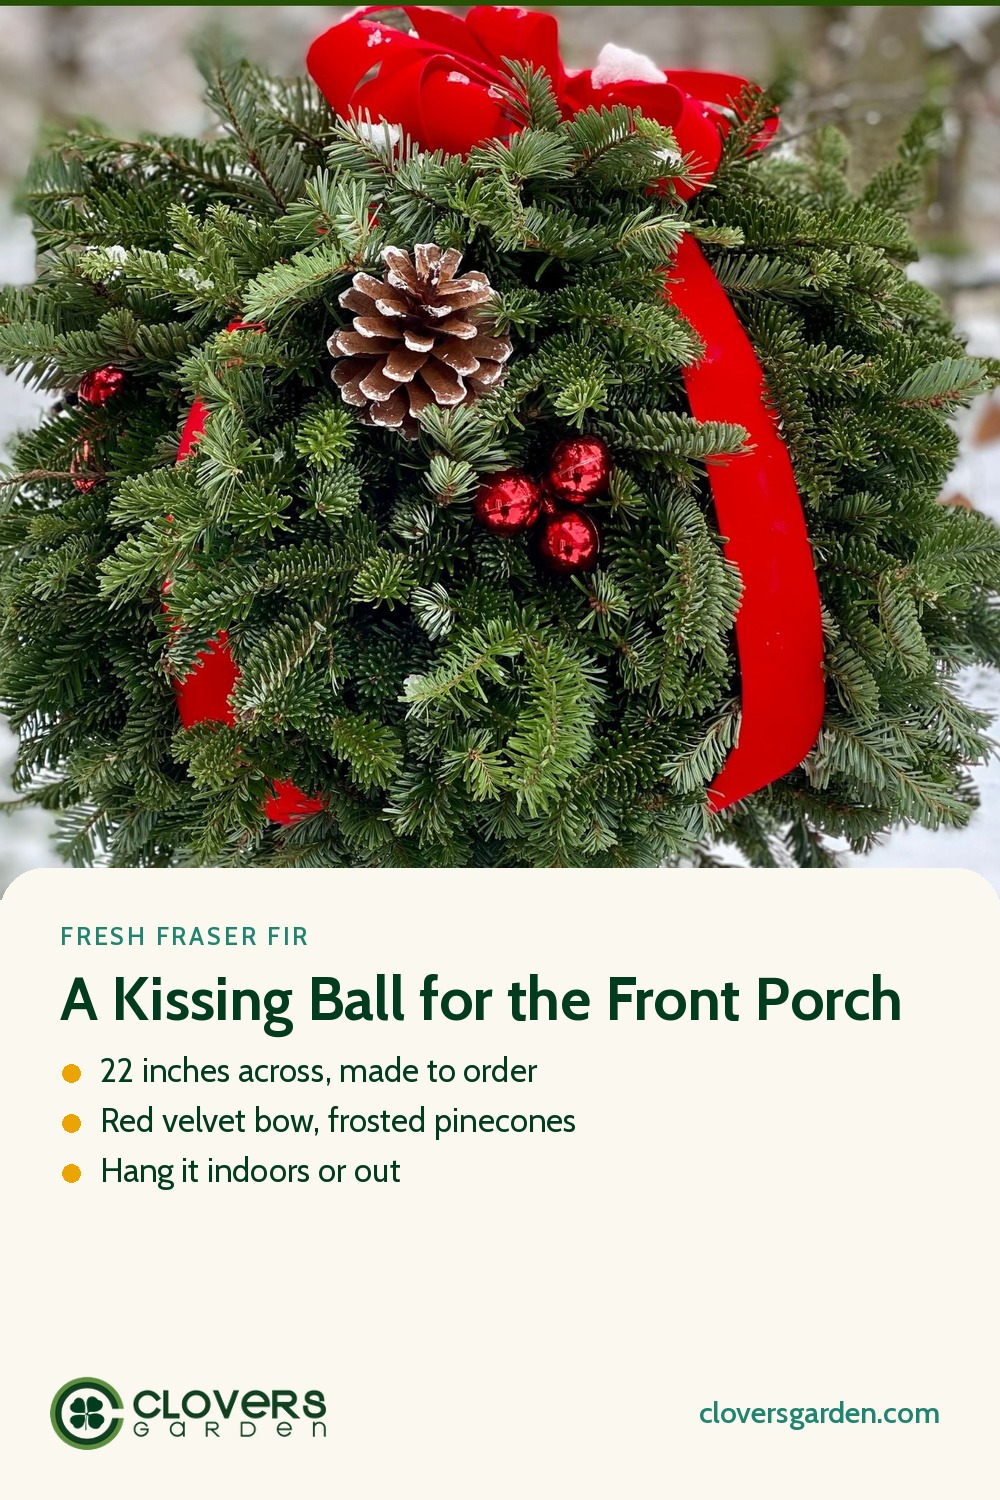 FRESH FRASER FIR
A Kissing Ball for the Front Porch
22 inches across, made to order
Red velvet bow, frosted pinecones
Hang it indoors or out
CLOVERS
GARDEN
cloversgarden.com